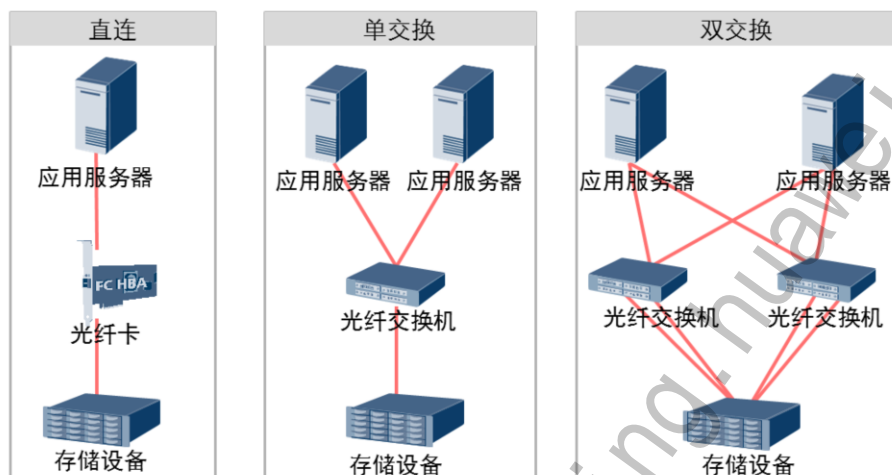 直连
单交换
双交换
应用服务器
应用服务器
应用服务器
应用服务器
应用服务器
FC HBA
光纤卡
光纤交换机
光纤交换机
光纤交换机
存储设备
存储设备
存储设备
ing.huawei